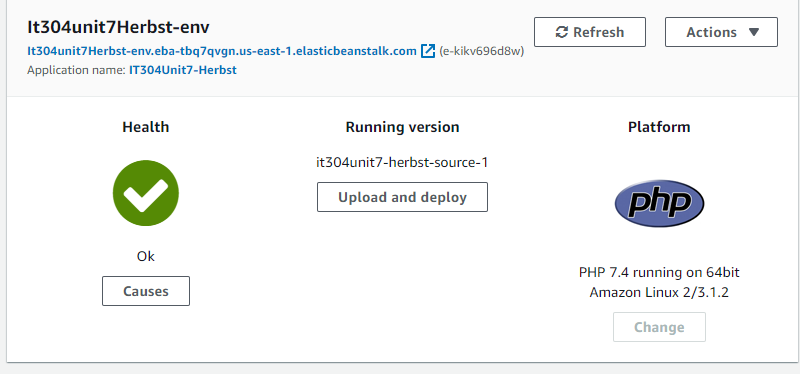 It304unit7Herbst-env
It304unit7Herbst-env.eba-tbq7qvgn.us-east-1.elasticbeanstalk.com (e-kikv696d8w)
Application name: IT304Unit7-Herbst
Refresh
Actions
Health
Ok
Causes
Running version
it304unit7-herbst-source-1
Upload and deploy
Platform
php
PHP 7.4 running on 64bit
Amazon Linux 2/3.1.2
Change